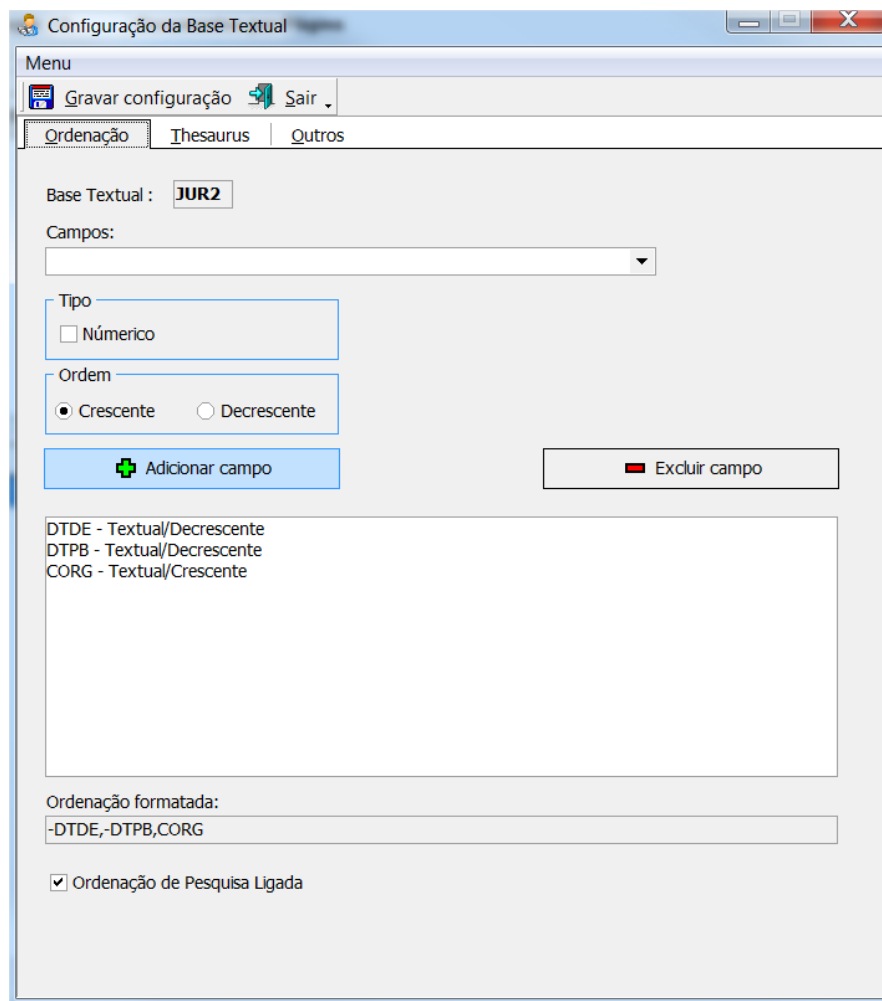 Configuração da Base Textual
Menu
Gravar configuração Sair
Ordenação Thesaurus Outros
Base Textual : JUR2
Campos:
Tipo
Númerico
Ordem
Crescente Decrescente
Adicionar campo Excluir campo
DTDE - Textual/Decrescente
DTPB - Textual/Decrescente
CORG - Textual/Crescente
Ordenação formatada:
-DTDE,-DTPB,CORG
Ordenação de Pesquisa Ligada